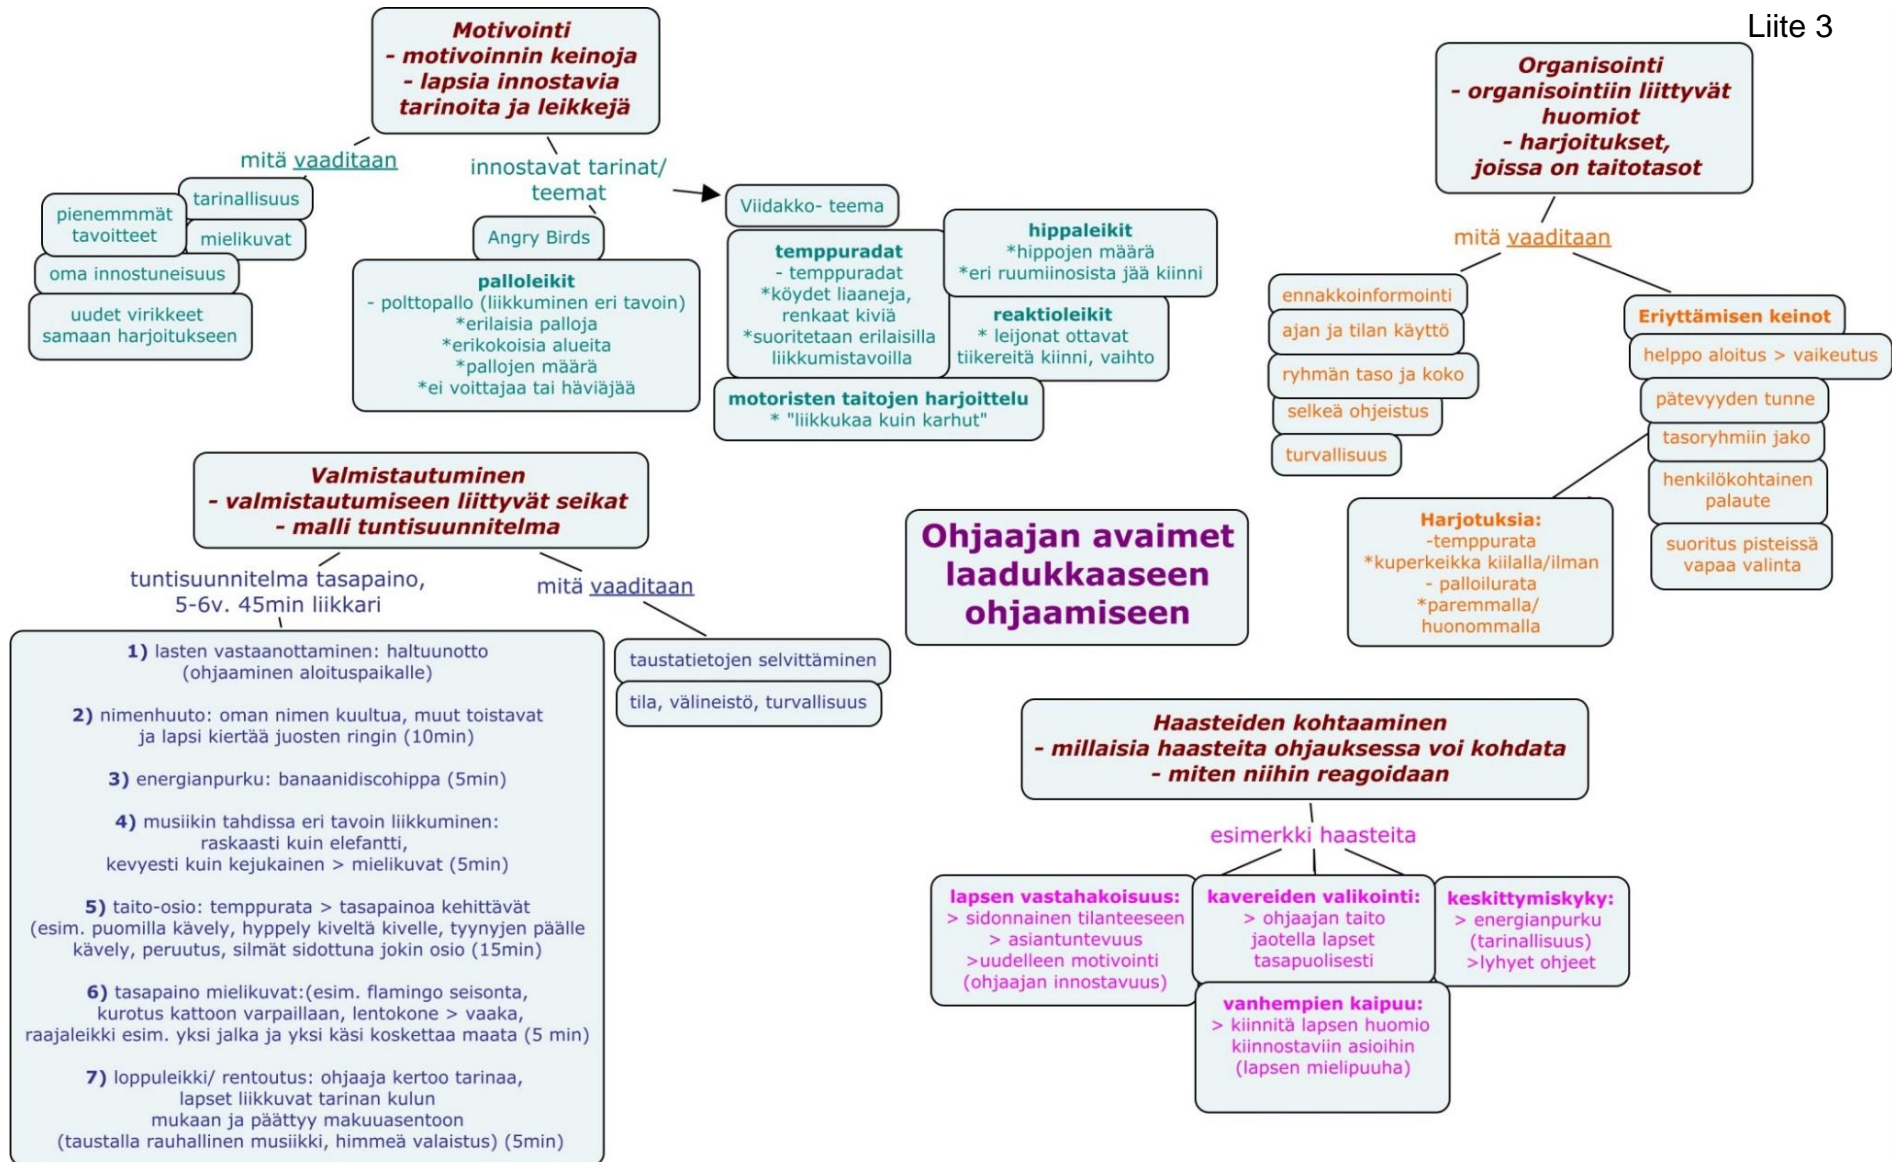 Liite 3
Motivointi
- motivoinnin keinoja
- lapsia innostavia
tarinoita ja leikkejä
mitä vaaditaan
tarinallisuus
pienemmmät
tavoitteet
mielikuvat
oma innostuneisuus
uudet virikkeet
samaan harjoitukseen
innostavat tarinat/
teemat
Angry Birds
palloleikit
- polttopallo (liikkuminen eri tavoin)
*erilaisia palloja
*erikokoisia alueita
*pallojen määrä
*ei voittajaa tai häviäjää
Viidakko- teema
temppuradat
- temppuradat
*köydet liaaneja,
renkaat kiviä
*suoritetaan erilaisilla
liikkumistavoilla
hippaleikit
*hippojen määrä
*eri ruumiinosista jää kiinni
reaktioleikit
* leijonat ottavat
tiikereitä kiinni, vaihto
motoristen taitojen harjoittelu
* "liikkukaa kuin karhut"
Organisointi
- organisointiin liittyvät
huomiot
- harjoitukset,
joissa on taitotasot
mitä vaaditaan
ennakkoinformointi
ajan ja tilan käyttö
ryhmän taso ja koko
selkeä ohjeistus
turvallisuus
Eriyttämisen keinot
helppo aloitus > vaikeutus
pätevyyden tunne
tasoryhmiin jako
henkilökohtainen
palaute
suoritus pisteissä
vapaa valinta
Harjotuksia:
-temppurata
*kuperkeikka kiilalla/ilman
- palloilurata
*paremmalla/
huonommalla
Valmistautuminen
- valmistautumiseen liittyvät seikat
- malli tuntisuunnitelma
tuntisuunnitelma tasapaino,
5-6v. 45min liikkari
mitä vaaditaan
taustatietojen selvittäminen
tila, välineistö, turvallisuus
1) lasten vastaanottaminen: haltuunotto
(ohjaaminen aloituspaikalle)
2) nimenhuuto: oman nimen kuultua, muut toistavat
ja lapsi kiertää juosten ringin (10min)
3) energianpurku: banaanidiscohippa (5min)
4) musiikin tahdissa eri tavoin liikkuminen:
raskaasti kuin elefantti,
kevyesti kuin kejukainen > mielikuvat (5min)
5) taito-osio: temppurata > tasapainoa kehittävät
(esim. puomilla kävely, hyppely kiveltä kivelle, tyynyjen päälle
kävely, peruutus, silmät sidottuna jokin osio (15min)
6) tasapaino mielikuvat:(esim. flamingo seisonta,
kurotus kattoon varpaillaan, lentokone > vaaka,
raajaleikki esim. yksi jalka ja yksi käsi koskettaa maata (5 min)
7) loppuleikki/ rentoutus: ohjaaja kertoo tarinaa,
lapset liikkuvat tarinan kulun
mukaan ja päättyy makuuasentoon
(taustalla rauhallinen musiikki, himmeä valaistus) (5min)
Ohjaajan avaimet
laadukkaaseen
ohjaamiseen
Haasteiden kohtaaminen
- millaisia haasteita ohjauksessa voi kohdata
- miten niihin reagoidaan
esimerkki haasteita
lapsen vastahakoisuus:
> sidonnainen tilanteeseen
> asiantuntevuus
>uudelleen motivointi
(ohjaajan innostavuus)
kavereiden valikointi:
> ohjaajan taito
jaotella lapset
tasapuolisesti
keskittymiskyky:
> energianpurku
(tarinallisuus)
>lyhyet ohjeet
vanhempien kaipuu:
> kiinnitä lapsen huomio
kiinnostaviin asioihin
(lapsen mielipuuha)